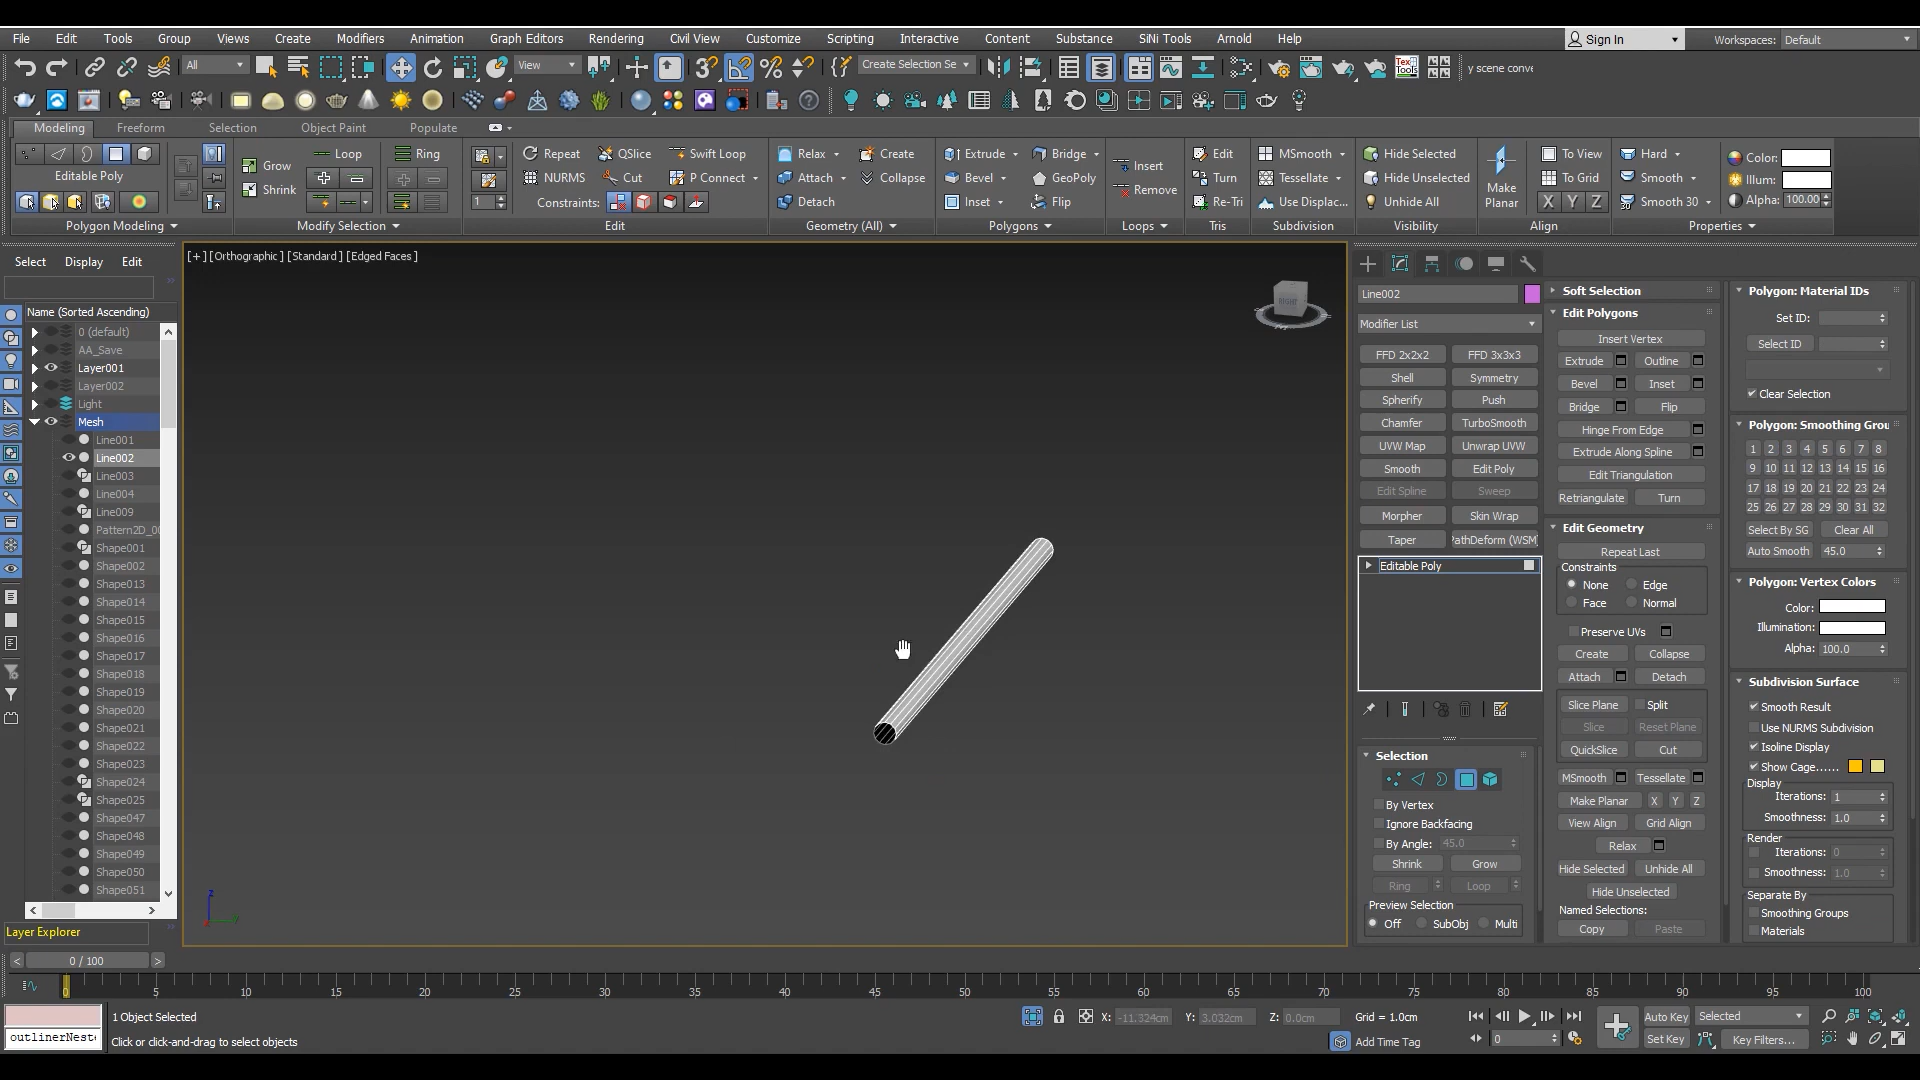 File Edit Tools Group Views Create Modifiers Animation Graph Editors Rendering Civil View Customize Scripting Interactive Content Substance SiNi Tools Arnold Help Sign In Workspaces: Default
All View Create Selection Se y scene conve
Modeling Freeform Selection Object Paint Populate
Editable Poly
Polygon Modeling
Grow
Shrink
Loop
Modify Selection
Ring
1
Repeat QSlice Swift Loop
NURMS Cut P Connect
Constraints:
Edit
Relax Create
Attach Collapse
Detach
Geometry (All)
Extrude Bridge
Bevel GeoPoly
Inset Flip
Polygons
Insert
Remove
Loops
Edit
Turn
Re-Tri
Tris
MSmooth
Tessellate
Use Displac...
Subdivision
Hide Selected
Hide Unselected
Unhide All
Visibility
Make
Planar
To View
To Grid
X Y Z
Align
Hard
Smooth
Smooth 30
Color:
Illum:
Alpha: 100.00
Properties
Select Display Edit
Name (Sorted Ascending)
0 (default)
AA_Save
Layer001
Layer002
Light
Mesh
Line001
Line002
Line003
Line004
Line009
Pattern2D_00
Shape001
Shape002
Shape013
Shape014
Shape015
Shape016
Shape017
Shape018
Shape019
Shape020
Shape021
Shape022
Shape023
Shape024
Shape025
Shape047
Shape048
Shape049
Shape050
Shape051
Layer Explorer
[+] [Orthographic] [Standard] [Edged Faces]
RIGHT
Line002
Modifier List
FFD 2x2x2 FFD 3x3x3
Shell Symmetry
Spherify Push
Chamfer TurboSmooth
UVW Map Unwrap UVW
Smooth Edit Poly
Edit Spline Sweep
Morpher Skin Wrap
Taper PathDeform (WSM)
Editable Poly
Selection
By Vertex
Ignore Backfacing
By Angle: 45.0
Shrink Grow
Ring Loop
Preview Selection
Off SubObj Multi
Soft Selection
Edit Polygons
Insert Vertex
Extrude Outline
Bevel Inset
Bridge Flip
Hinge From Edge
Extrude Along Spline
Edit Triangulation
Retriangulate Turn
Edit Geometry
Repeat Last
Constraints
None Edge
Face Normal
Preserve UVs
Create Collapse
Attach Detach
Slice Plane Split
Slice Reset Plane
QuickSlice Cut
MSmooth Tessellate
Make Planar X Y Z
View Align Grid Align
Relax
Hide Selected Unhide All
Hide Unselected
Named Selections:
Copy Paste
Polygon: Material IDs
Set ID:
Select ID
Clear Selection
Polygon: Smoothing Grou
1 2 3 4 5 6 7 8
9 10 11 12 13 14 15 16
17 18 19 20 21 22 23 24
25 26 27 28 29 30 31 32
Select By SG Clear All
Auto Smooth 45.0
Polygon: Vertex Colors
Color:
Illumination:
Alpha: 100.0
Subdivision Surface
Smooth Result
Use NURMS Subdivision
Isoline Display
Show Cage......
Display
Iterations: 1
Smoothness: 1.0
Render
Iterations: 0
Smoothness: 1.0
Separate By
Smoothing Groups
Materials
0 / 100
0 5 10 15 20 25 30 35 40 45 50 55 60 65 70 75 80 85 90 95 100
1 Object Selected
X: -11.324cm Y: 3.032cm Z: 0.0cm Grid = 1.0cm
Auto Key Selected
outlinerNeste
Click or click-and-drag to select objects
Add Time Tag
0
Set Key Key Filters...